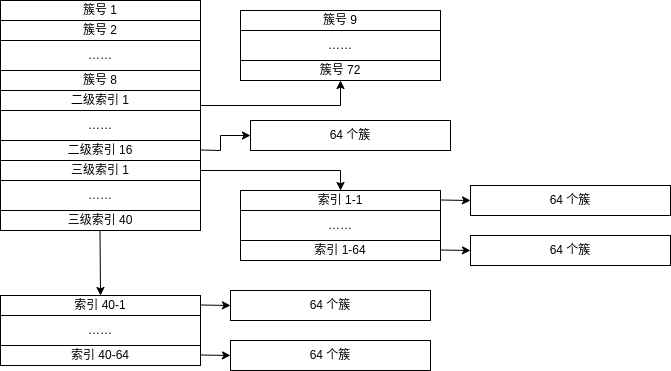 簇号 1
簇号 2
……
簇号 8
二级索引 1
……
二级索引 16
三级索引 1
……
三级索引 40
簇号 9
……
簇号 72
64 个簇
索引 1-1
……
索引 1-64
64 个簇
64 个簇
索引 40-1
……
索引 40-64
64 个簇
64 个簇